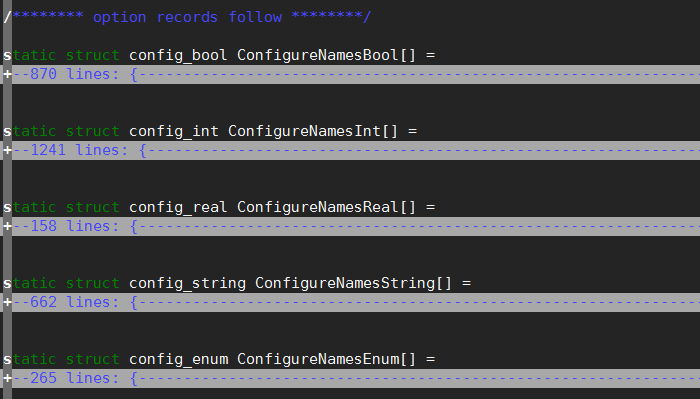 /******** option records follow ********/
static struct config_bool ConfigureNamesBool[] =
+--870 lines: {---------------------------------------------------------------
static struct config_int ConfigureNamesInt[] =
+--1241 lines: {--------------------------------------------------------------
static struct config_real ConfigureNamesReal[] =
+--158 lines: {---------------------------------------------------------------
static struct config_string ConfigureNamesString[] =
+--662 lines: {---------------------------------------------------------------
static struct config_enum ConfigureNamesEnum[] =
+--265 lines: {---------------------------------------------------------------